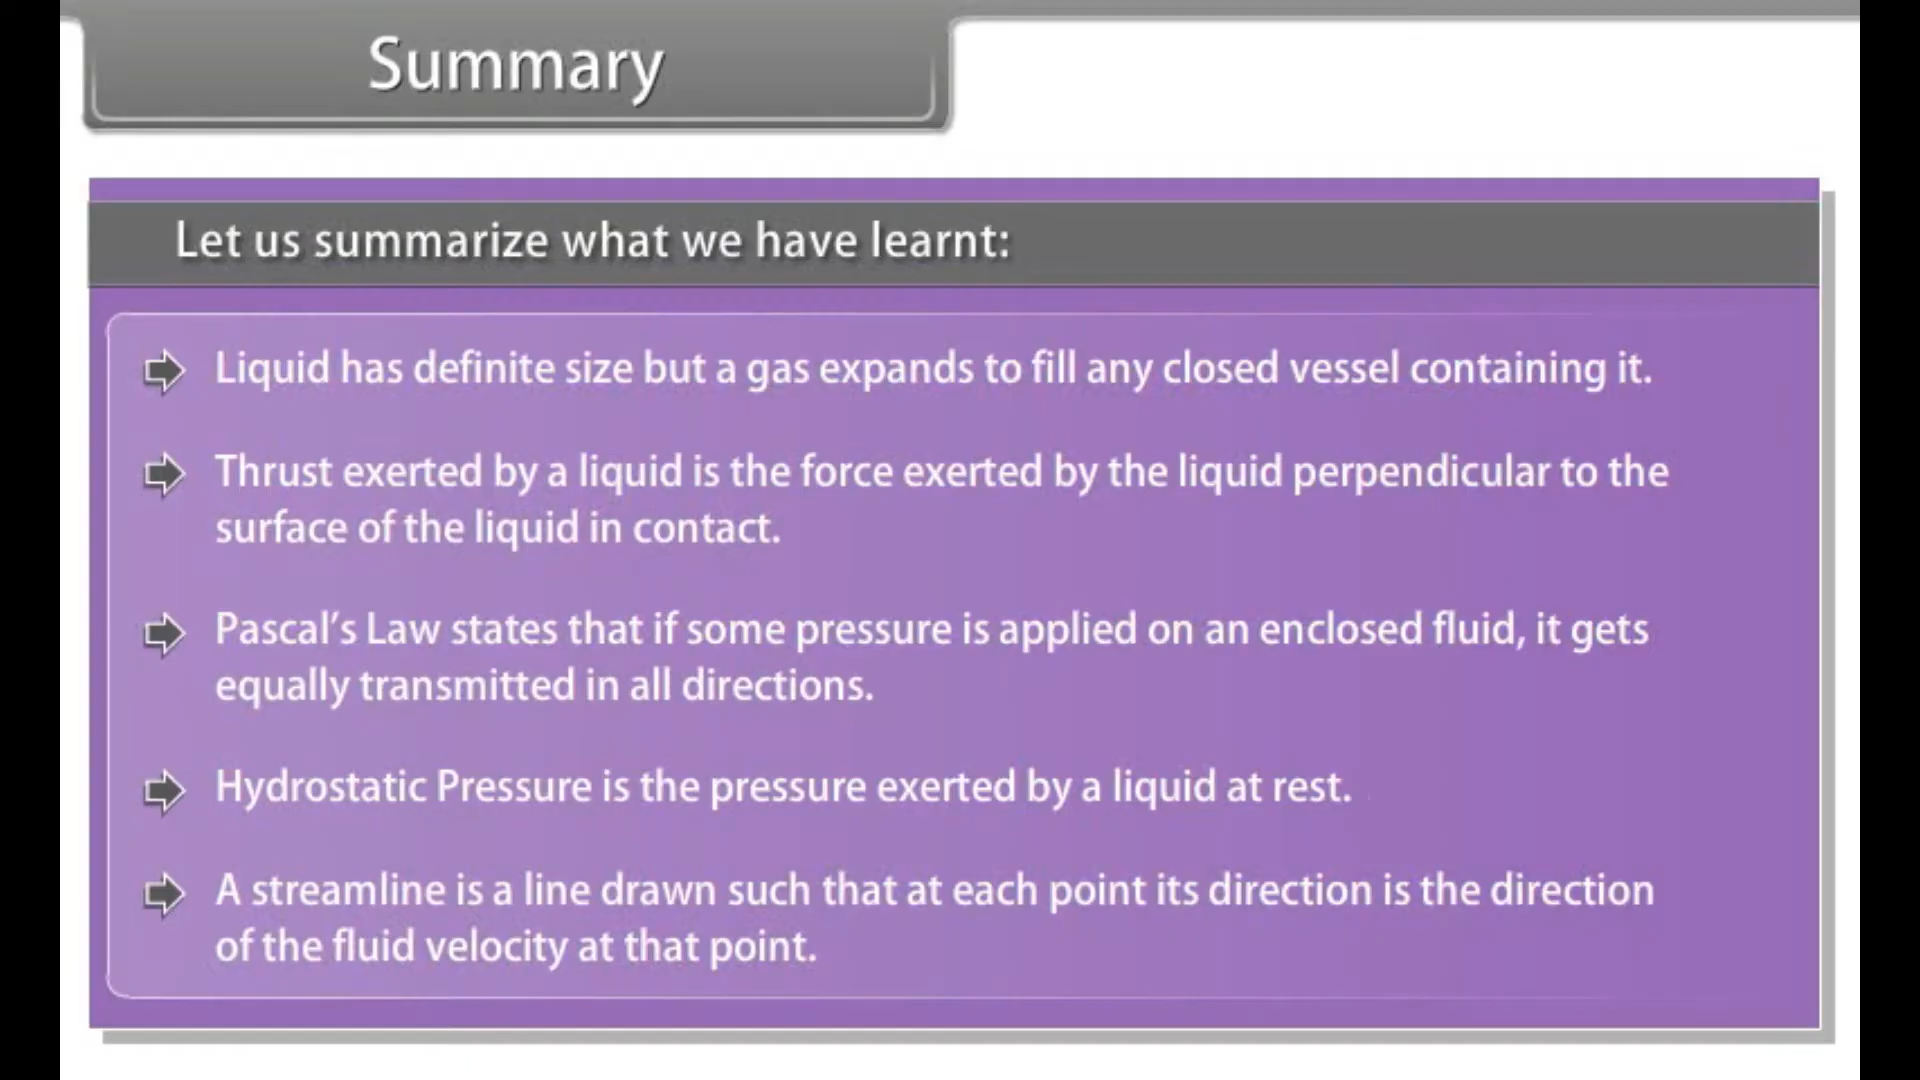 Summary
Let us summarize what we have learnt:
Liquid has definite size but a gas expands to fill any closed vessel containing it.
Thrust exerted by a liquid is the force exerted by the liquid perpendicular to the
surface of the liquid in contact.
Pascal’s Law states that if some pressure is applied on an enclosed fluid, it gets
equally transmitted in all directions.
Hydrostatic Pressure is the pressure exerted by a liquid at rest.
A streamline is a line drawn such that at each point its direction is the direction
of the fluid velocity at that point.